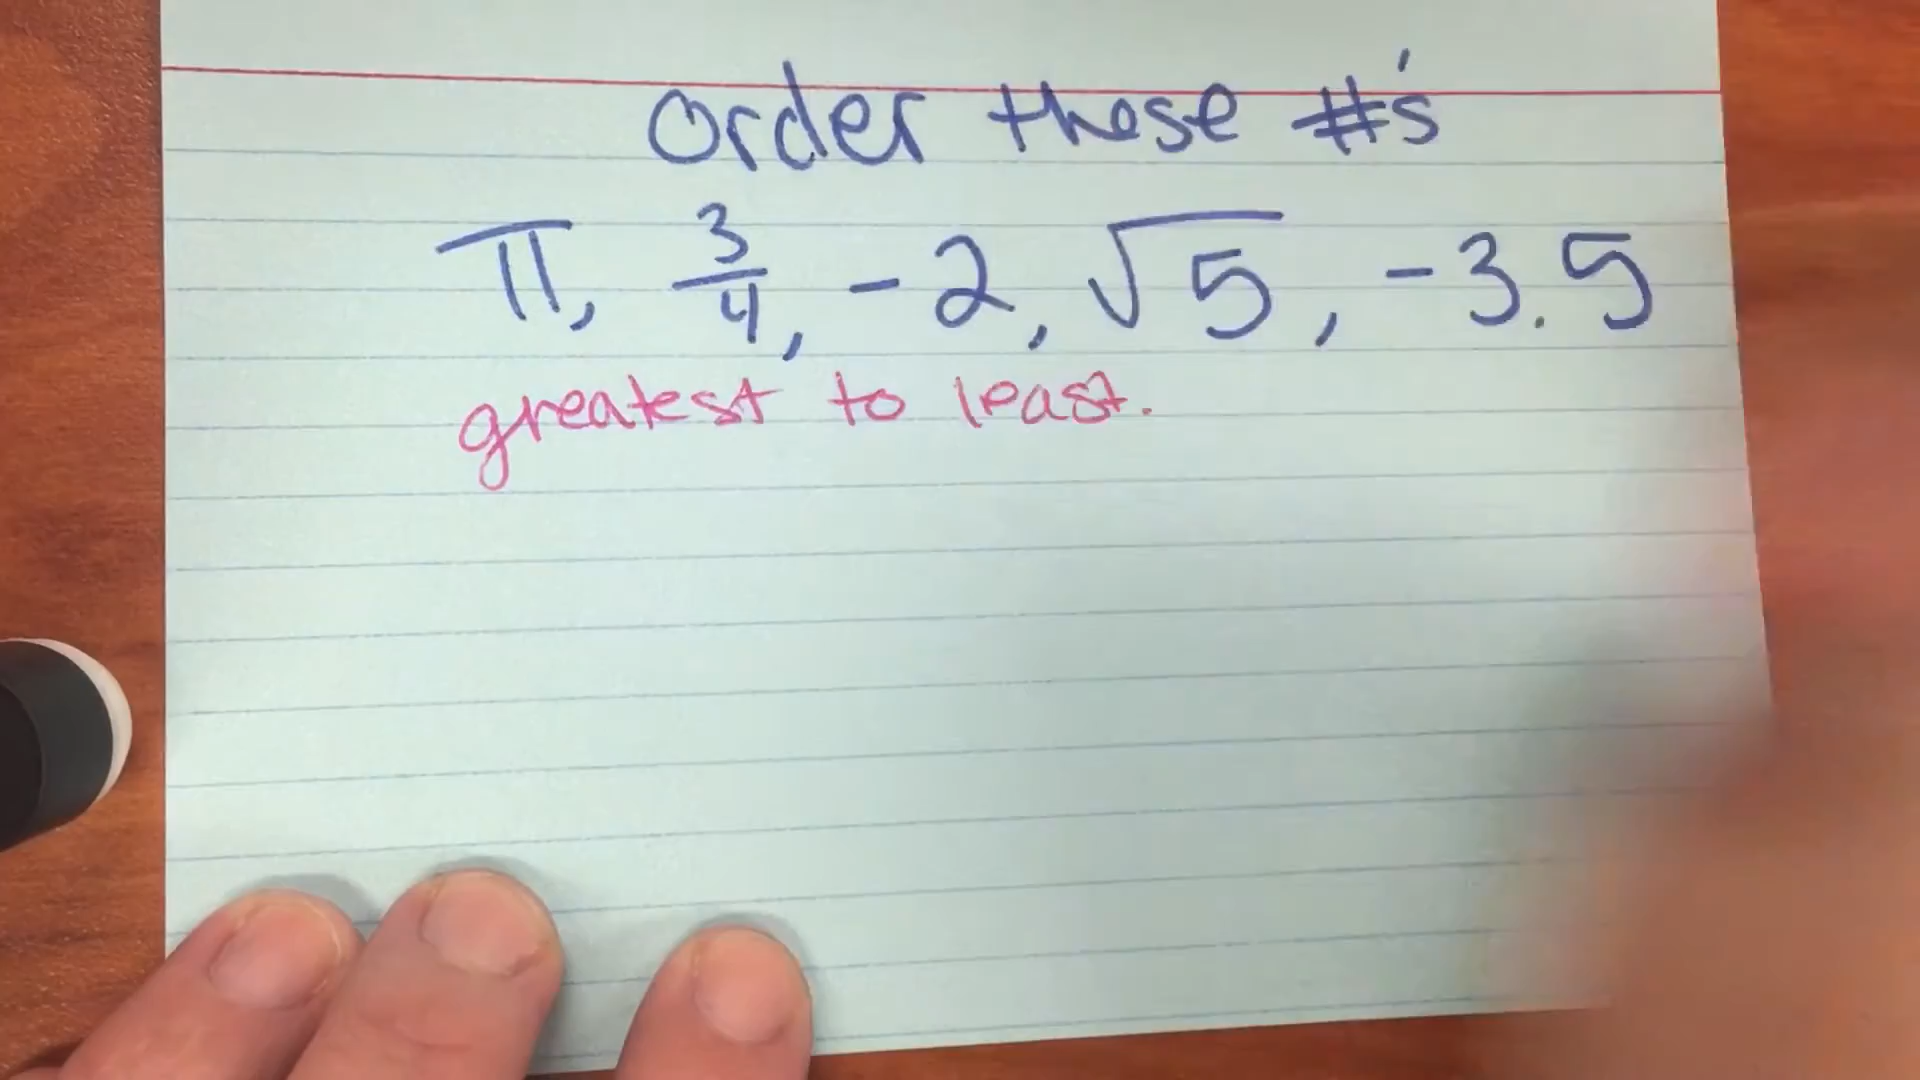 Order these #'s
π, 3/4, -2, √5, -3.5
greatest to least.